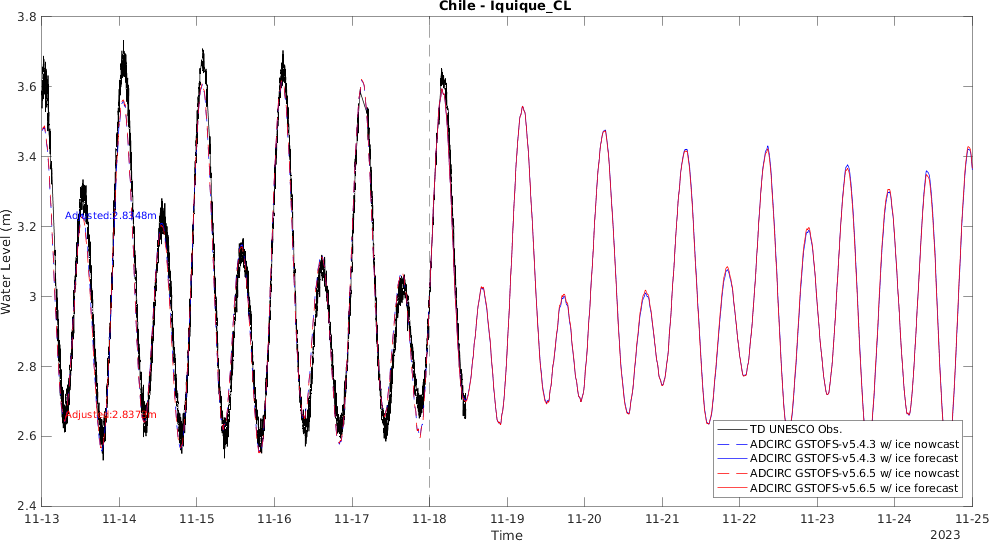 Chile - Iquique_CL
3.8
3.6
3.4
3.2
3
2.8
2.6
2.4
Water Level (m)
Adjusted:2.8348m
Adjusted:2.8374m
TD UNESCO Obs.
ADCIRC GSTOFS-v5.4.3 w/ ice nowcast
ADCIRC GSTOFS-v5.4.3 w/ ice forecast
ADCIRC GSTOFS-v5.6.5 w/ ice nowcast
ADCIRC GSTOFS-v5.6.5 w/ ice forecast
11-13
11-14
11-15
11-16
11-17
11-18
11-19
11-20
11-21
11-22
11-23
11-24
11-25
Time
2023